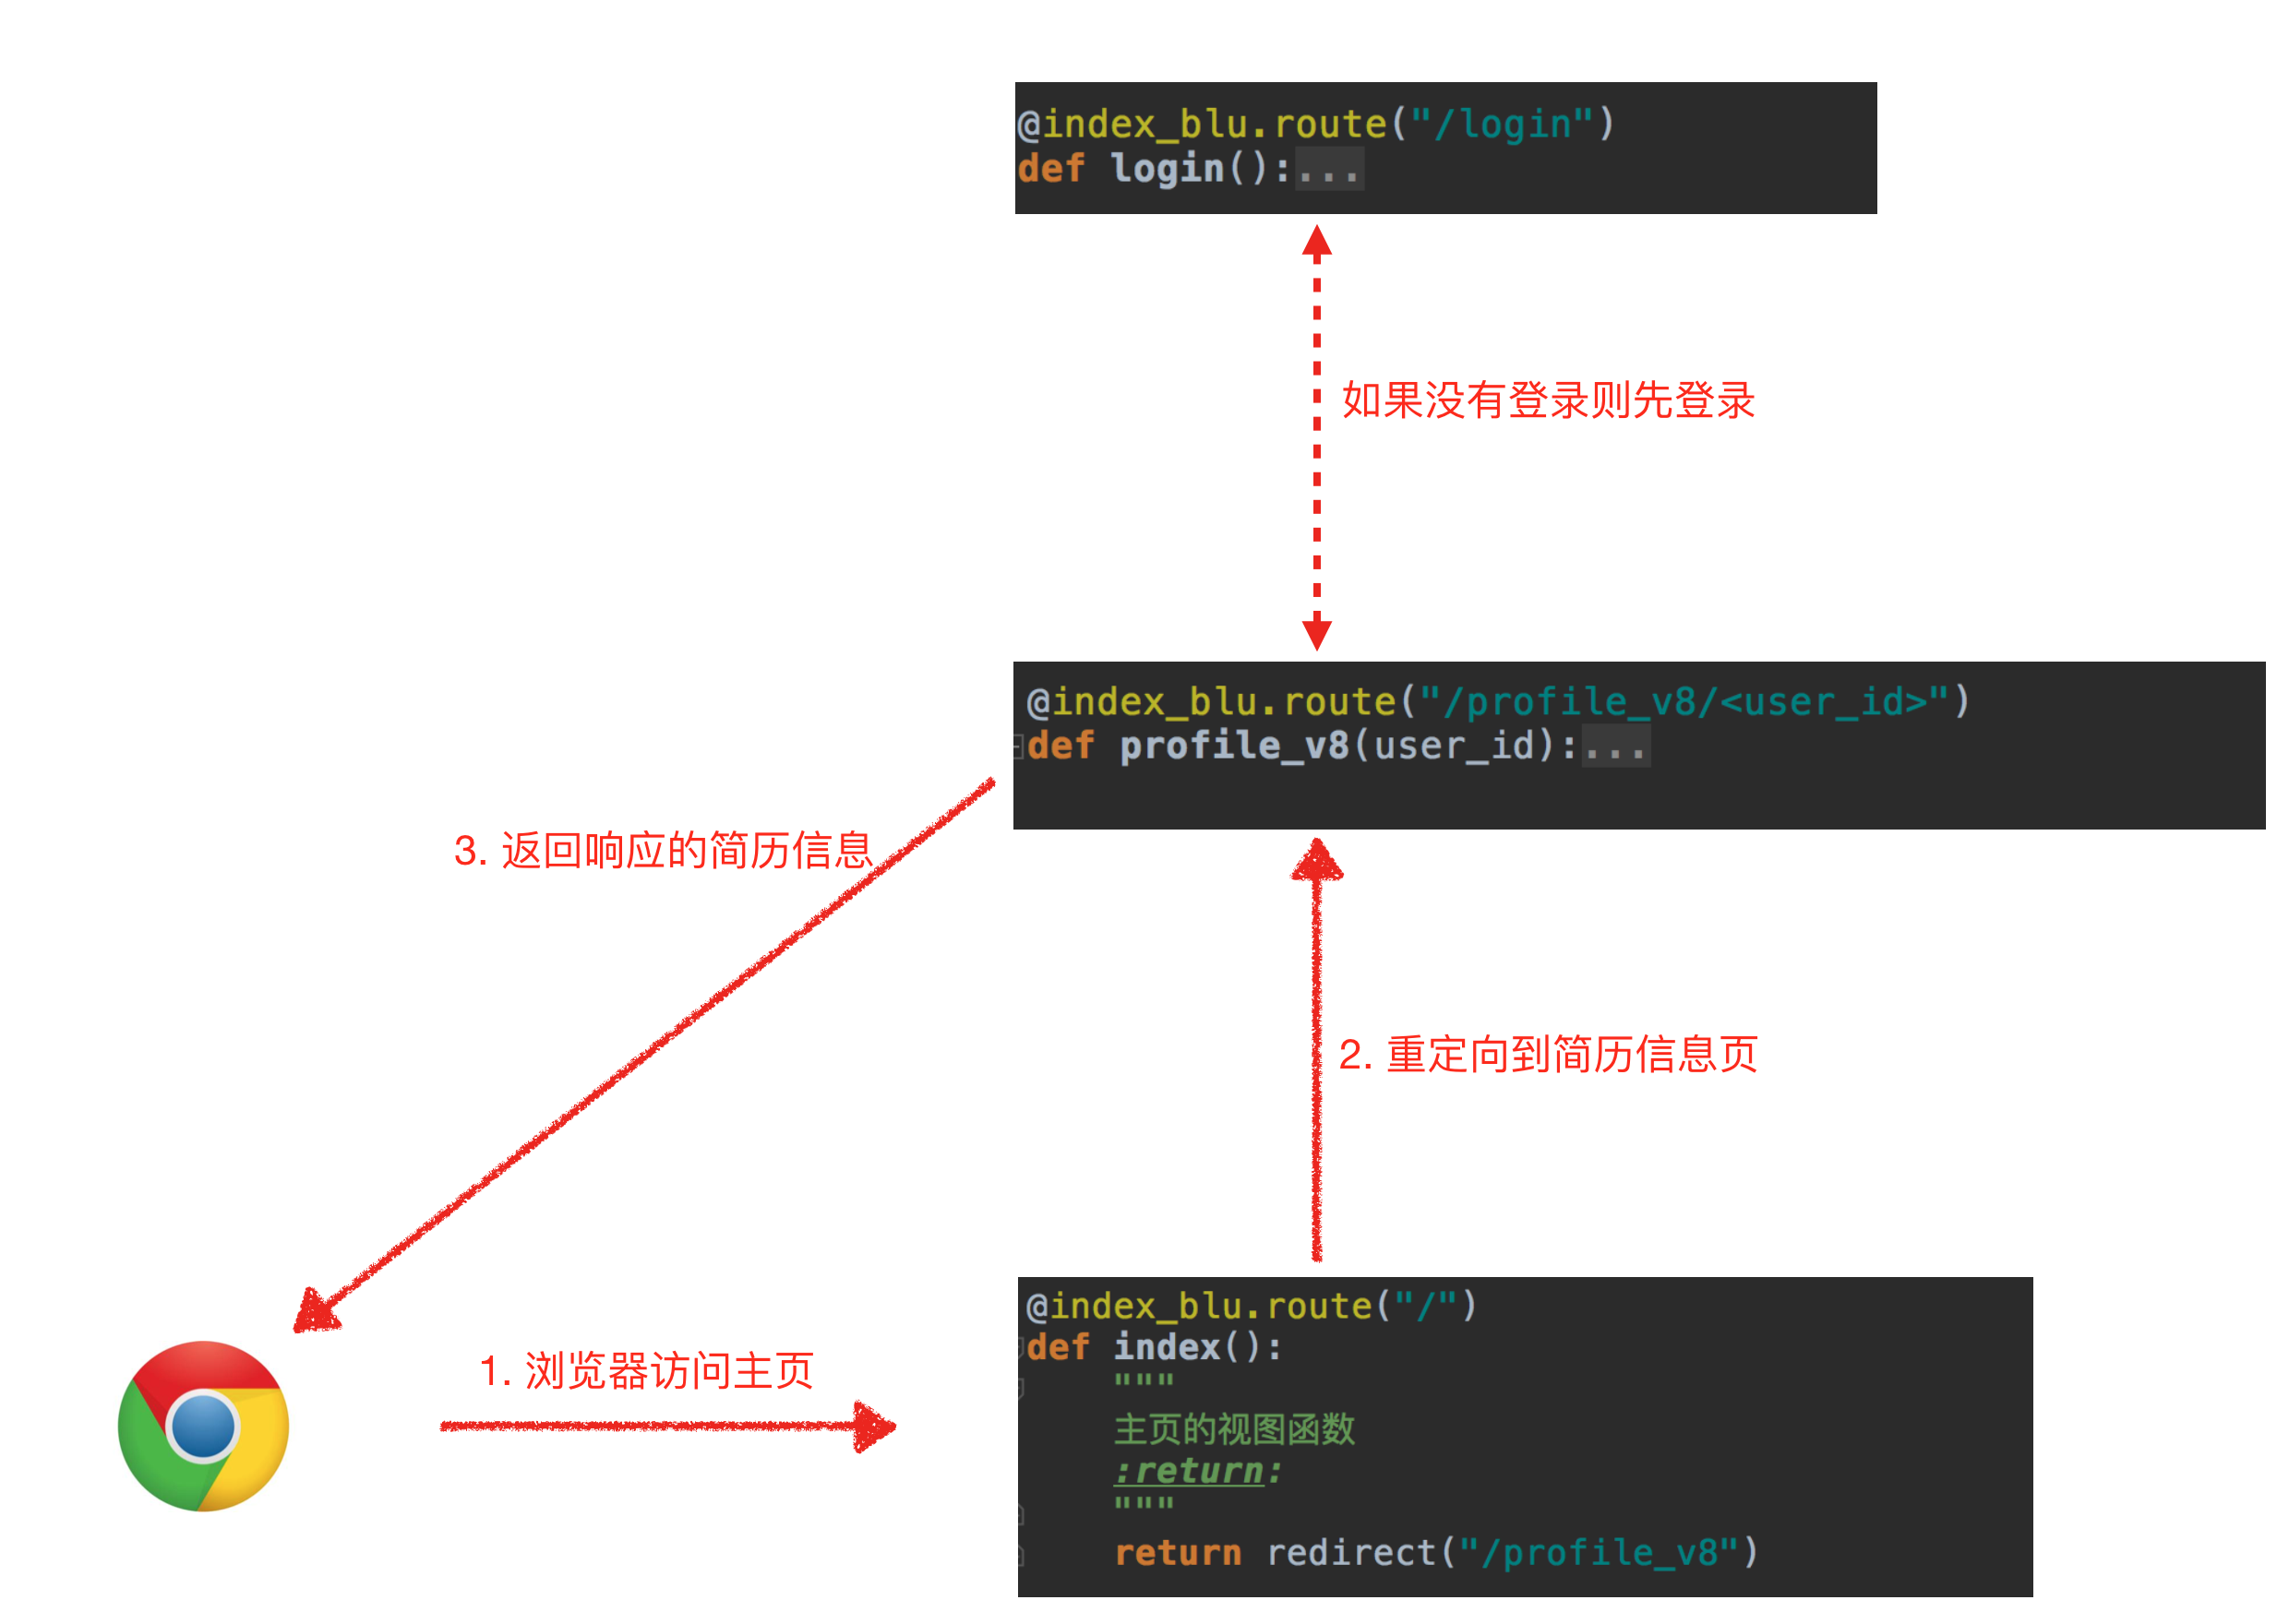 @index_blu.route("/login")
def login():...
如果没有登录则先登录
@index_blu.route("/profile_v8/<user_id>")
def profile_v8(user_id):...
3. 返回响应的简历信息
2. 重定向到简历信息页
1. 浏览器访问主页
@index_blu.route("/")
def index():
"""
主页的视图函数
:return:
"""
return redirect("/profile_v8")